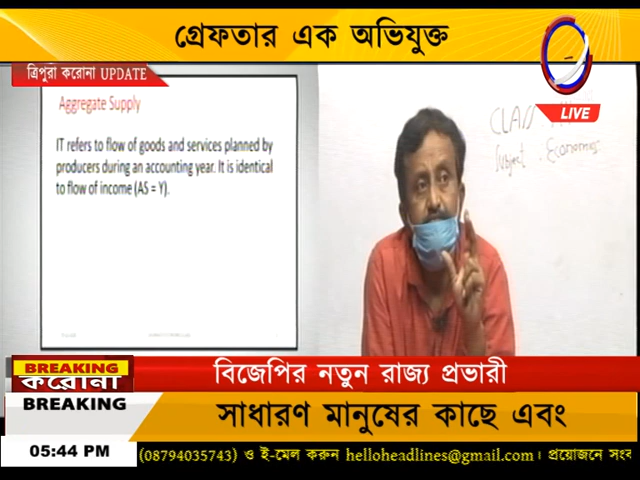 গ্রেফতার এক অভিযুক্ত
ত্রিপুরা করোনা UPDATE
LIVE
Aggregate Supply
IT refers to flow of goods and services planned by
producers during an accounting year. It is identical
to flow of income (AS = Y).
CLASS
Subject . Economics
BREAKING
করোনা
BREAKING
বিজেপির নতুন রাজ্য প্রভারী
সাধারণ মানুষের কাছে এবং
05:44 PM
(08794035743) ও ই-মেল করুন helloheadlines@gmail.com। প্রয়োজনে সংব